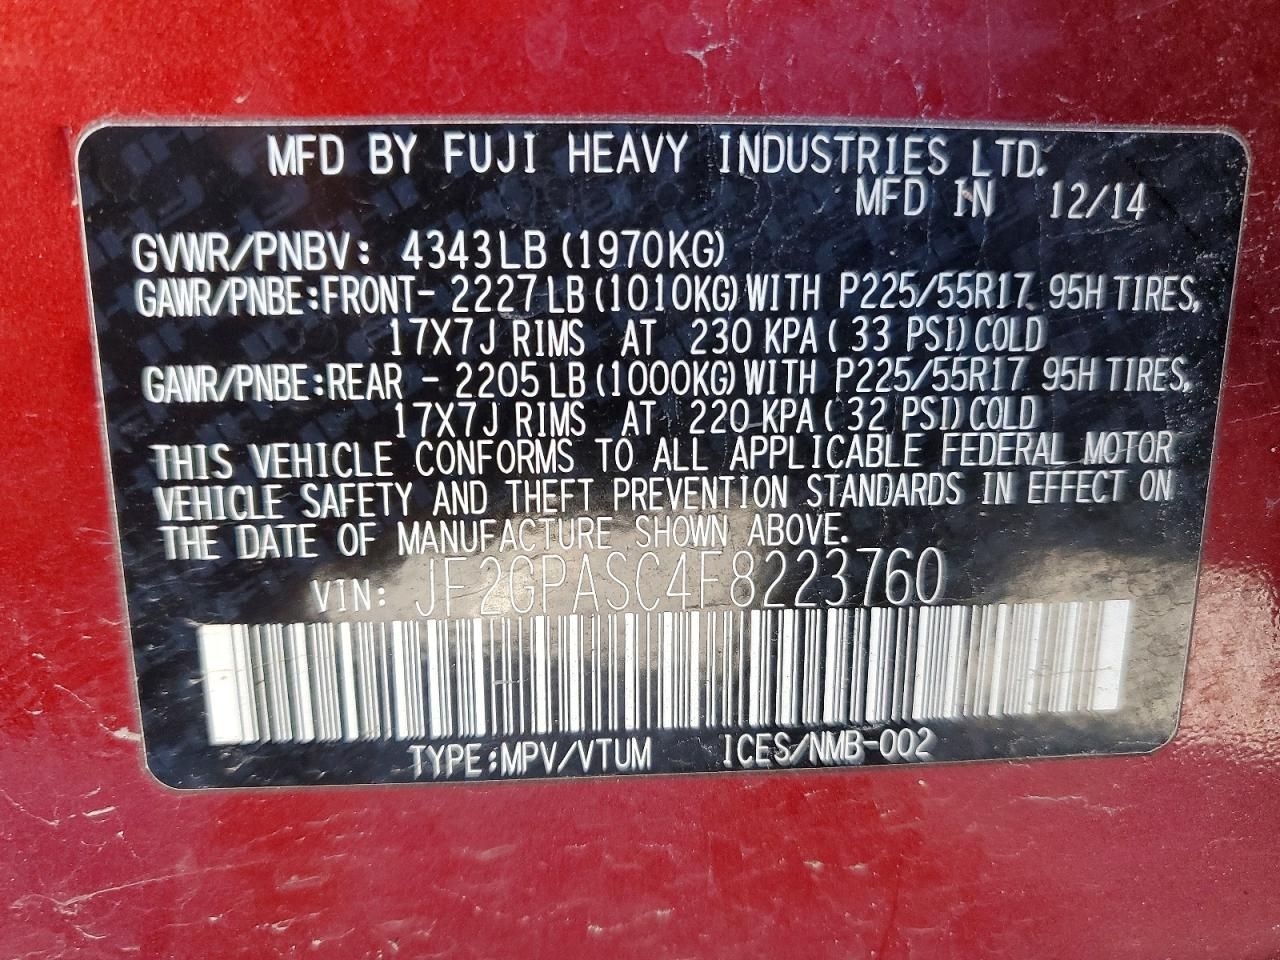 MFD BY FUJI HEAVY INDUSTRIES LTD.
MFD IN 12/14
GVWR/PNBV: 4343LB (1970KG)
GAWR/PNBE:FRONT- 2227LB (1010KG) WITH P225/55R17 95H TIRES,
17X7J RIMS AT 230 KPA ( 33 PSI) COLD
GAWR/PNBE:REAR - 2205LB (1000KG) WITH P225/55R17 95H TIRES,
17X7J RIMS AT 220 KPA ( 32 PSI) COLD
THIS VEHICLE CONFORMS TO ALL APPLICABLE FEDERAL MOTOR
VEHICLE SAFETY AND THEFT PREVENTION STANDARDS IN EFFECT ON
THE DATE OF MANUFACTURE SHOWN ABOVE.
VIN: JF2GPASC4F8223760
TYPE:MPV/VTUM ICES/NMB-002